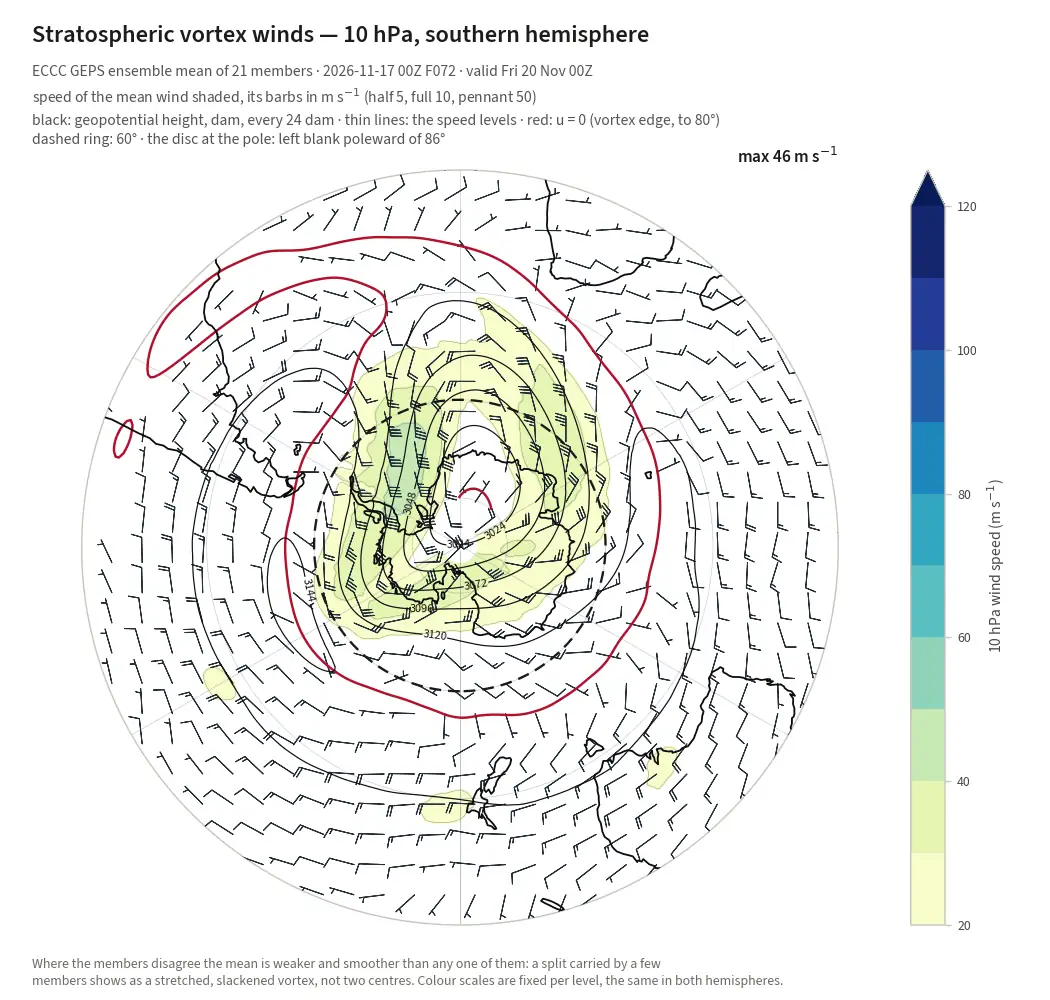 Stratospheric vortex winds — 10 hPa, southern hemisphere
ECCC GEPS ensemble mean of 21 members · 2026-11-17 00Z F072 · valid Fri 20 Nov 00Z
speed of the mean wind shaded, its barbs in m s⁻¹ (half 5, full 10, pennant 50)
black: geopotential height, dam, every 24 dam · thin lines: the speed levels · red: u = 0 (vortex edge, to 80°)
dashed ring: 60° · the disc at the pole: left blank poleward of 86°
max 46 m s⁻¹
120
100
80
60
40
20
10 hPa wind speed (m s⁻¹)
3048
3024
3072
3144
3096
3120
Where the members disagree the mean is weaker and smoother than any one of them: a split carried by a few
members shows as a stretched, slackened vortex, not two centres. Colour scales are fixed per level, the same in both hemispheres.